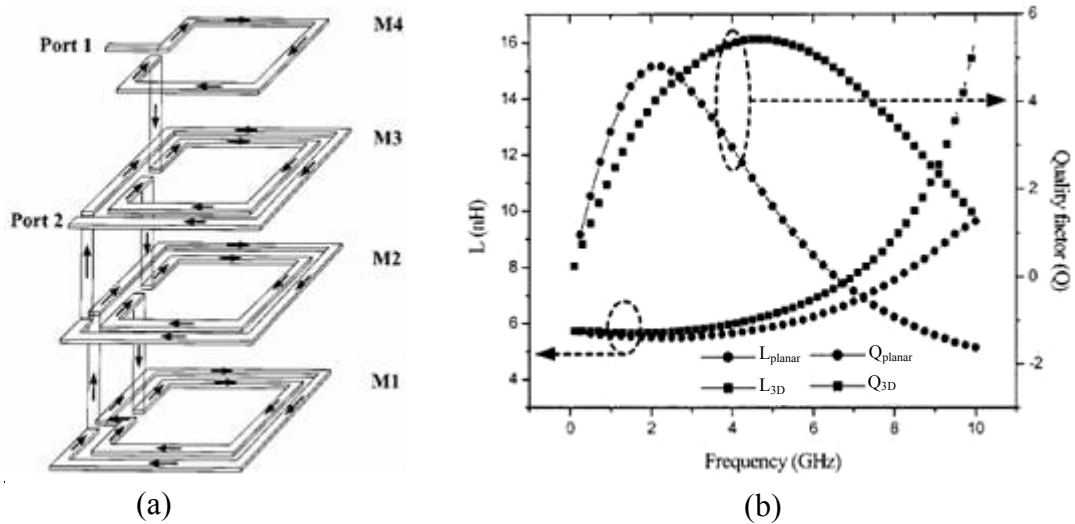 Port 1
M4
M3
Port 2
M2
M1
(a)
16
14
12
10
8
6
4
L (nH)
6
4
2
0
-2
Quality factor (Q)
L_planar
Q_planar
L_3D
Q_3D
0
2
4
6
8
10
Frequency (GHz)
(b)